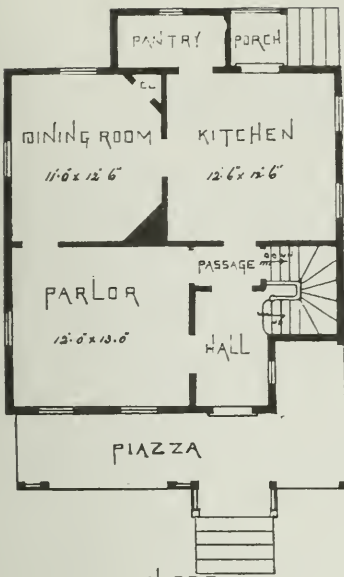 PANTRY
PORCH
CL
DINING ROOM
11'-0" x 12'-6"
KITCHEN
12'-6" x 12'-6"
PASSAGE
PARLOR
12'-0" x 13'-0"
HALL
PIAZZA